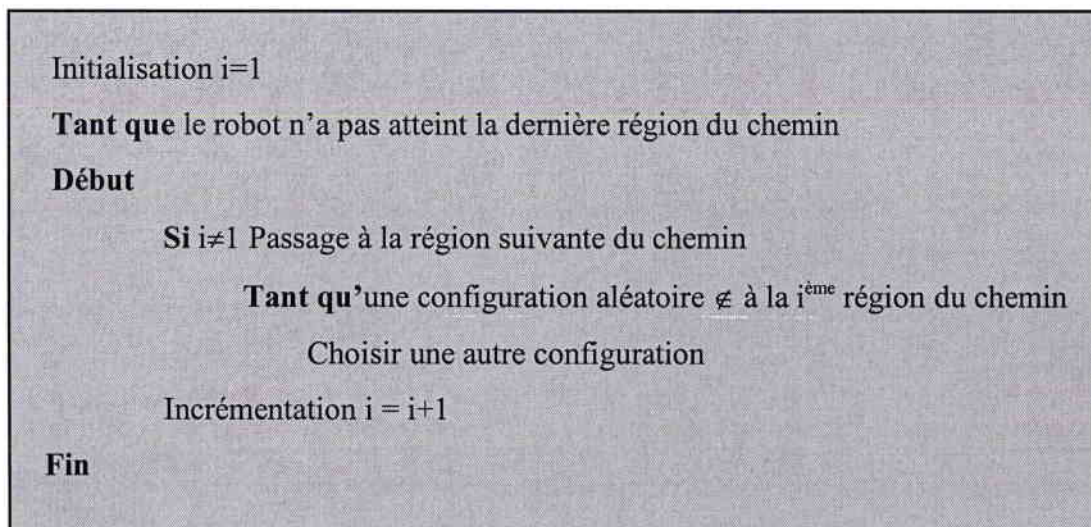 Initialisation i=1
Tant que le robot n'a pas atteint la dernière région du chemin
Début
Si i≠1 Passage à la région suivante du chemin
Tant qu'une configuration aléatoire ∉ à la ième région du chemin
Choisir une autre configuration
Incrémentation i = i+1
Fin